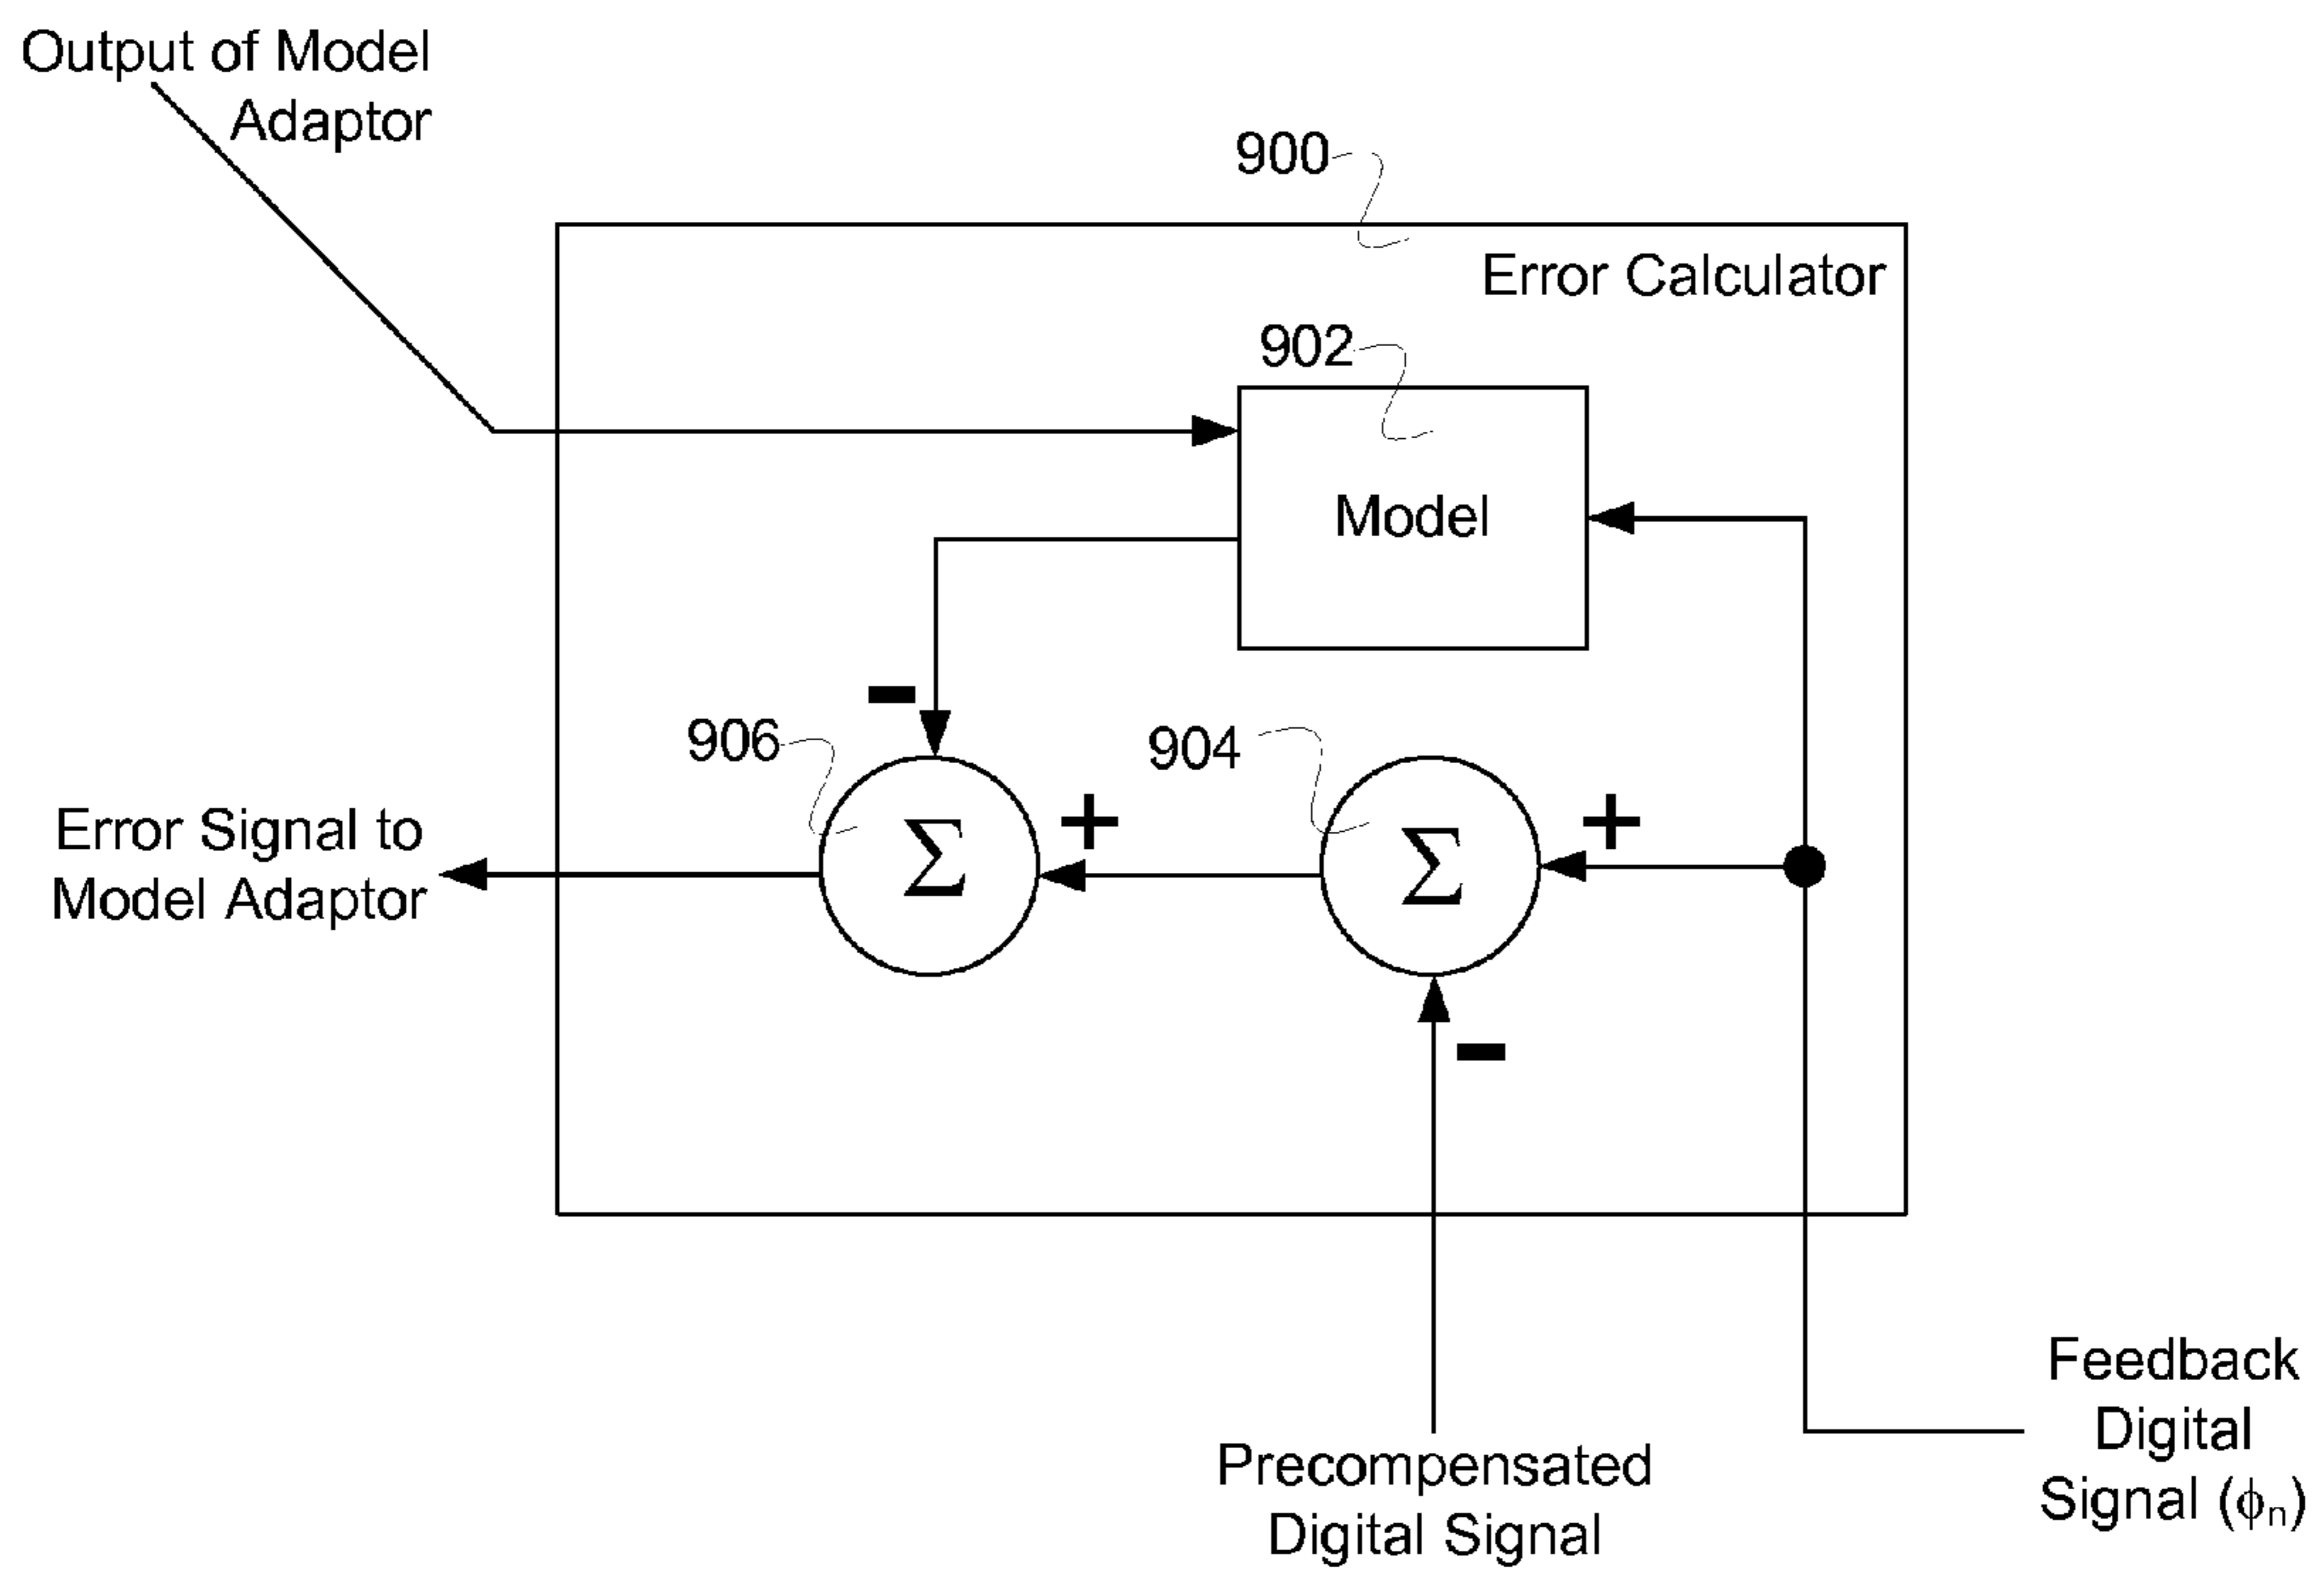 Output of Model
Adaptor
900
Error Calculator
902
Model
-
906
904
+
+
Σ
Σ
Error Signal to
Model Adaptor
-
Precompensated
Digital Signal
Feedback
Digital
Signal (ϕn)